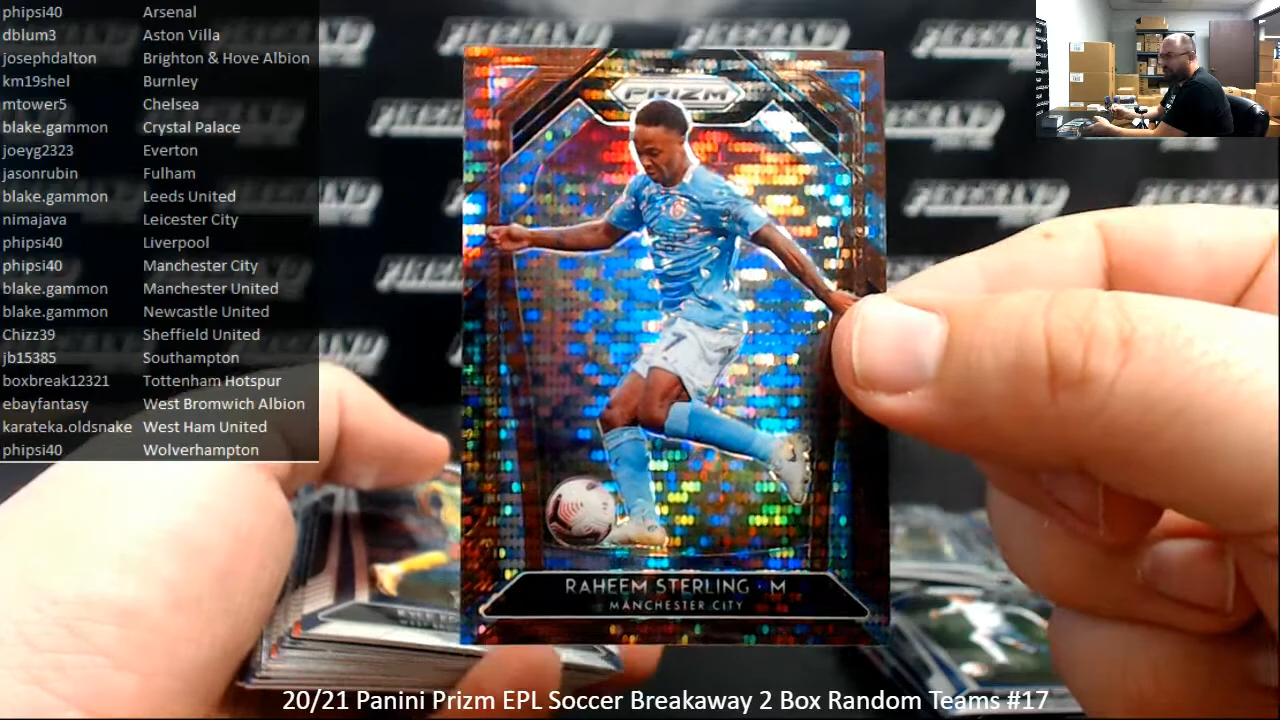 phipsi40 Arsenal
dblum3 Aston Villa
josephdalton Brighton & Hove Albion
km19shel Burnley
mtower5 Chelsea
blake.gammon Crystal Palace
joeyg2323 Everton
jasonrubin Fulham
blake.gammon Leeds United
nimajava Leicester City
phipsi40 Liverpool
phipsi40 Manchester City
blake.gammon Manchester United
blake.gammon Newcastle United
Chizz39 Sheffield United
jb15385 Southampton
boxbreak12321 Tottenham Hotspur
ebayfantasy West Bromwich Albion
karateka.oldsnake West Ham United
phipsi40 Wolverhampton
PRIZM
7
RAHEEM STERLING · M
MANCHESTER CITY
20/21 Panini Prizm EPL Soccer Breakaway 2 Box Random Teams #17